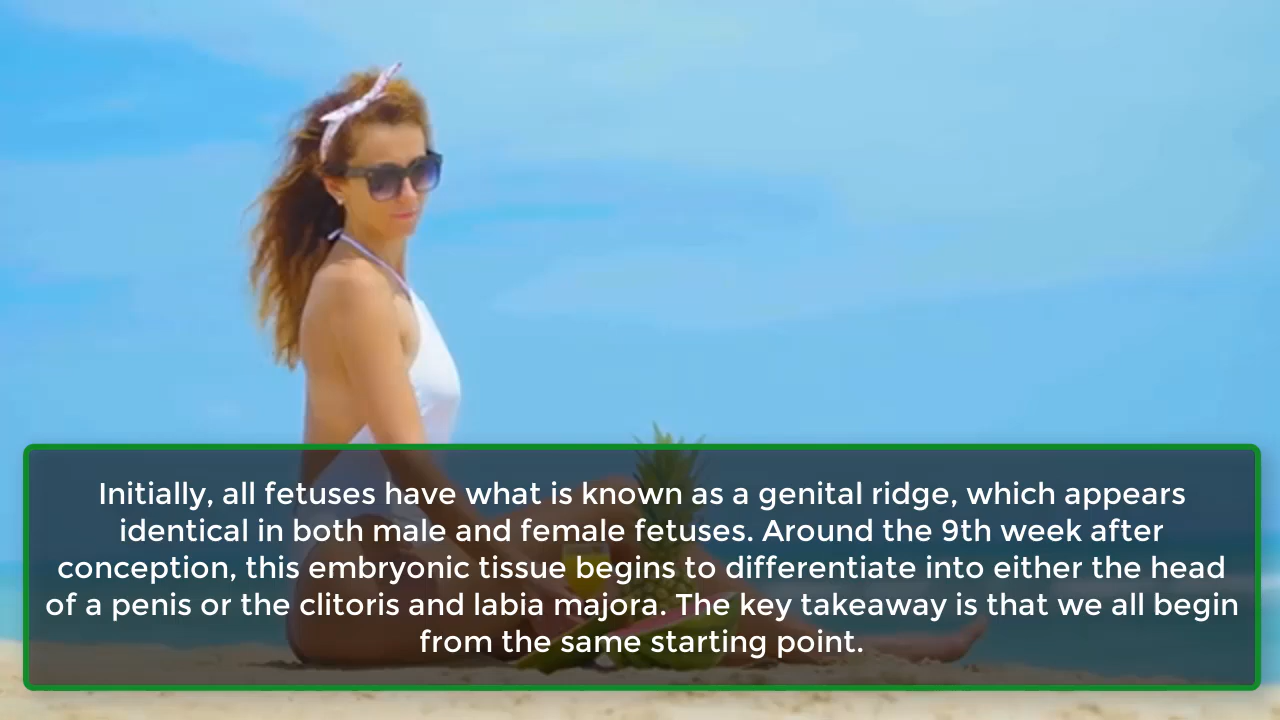 Initially, all fetuses have what is known as a genital ridge, which appears
identical in both male and female fetuses. Around the 9th week after
conception, this embryonic tissue begins to differentiate into either the head
of a penis or the clitoris and labia majora. The key takeaway is that we all begin
from the same starting point.